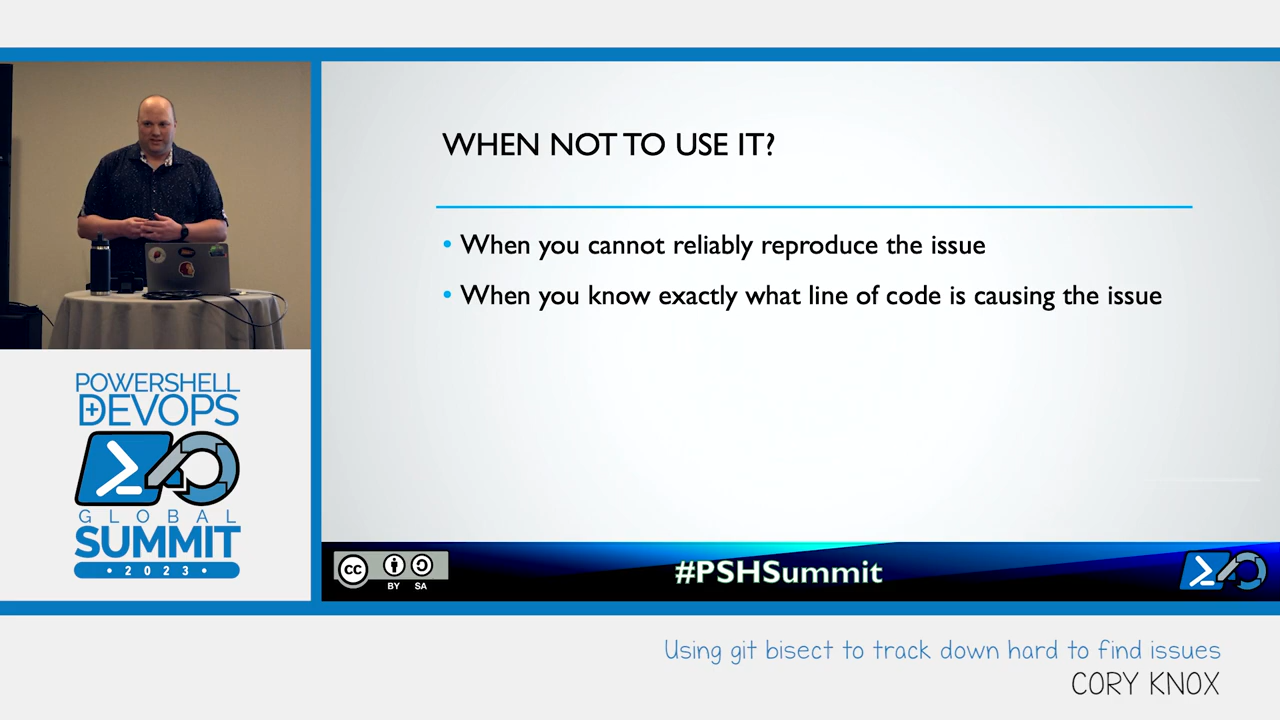 WHEN NOT TO USE IT?
• When you cannot reliably reproduce the issue
• When you know exactly what line of code is causing the issue
POWERSHELL
+DEVOPS
GLOBAL
SUMMIT
• 2023 •
cc
BY SA
#PSHSummit
Using git bisect to track down hard to find issues
CORY KNOX